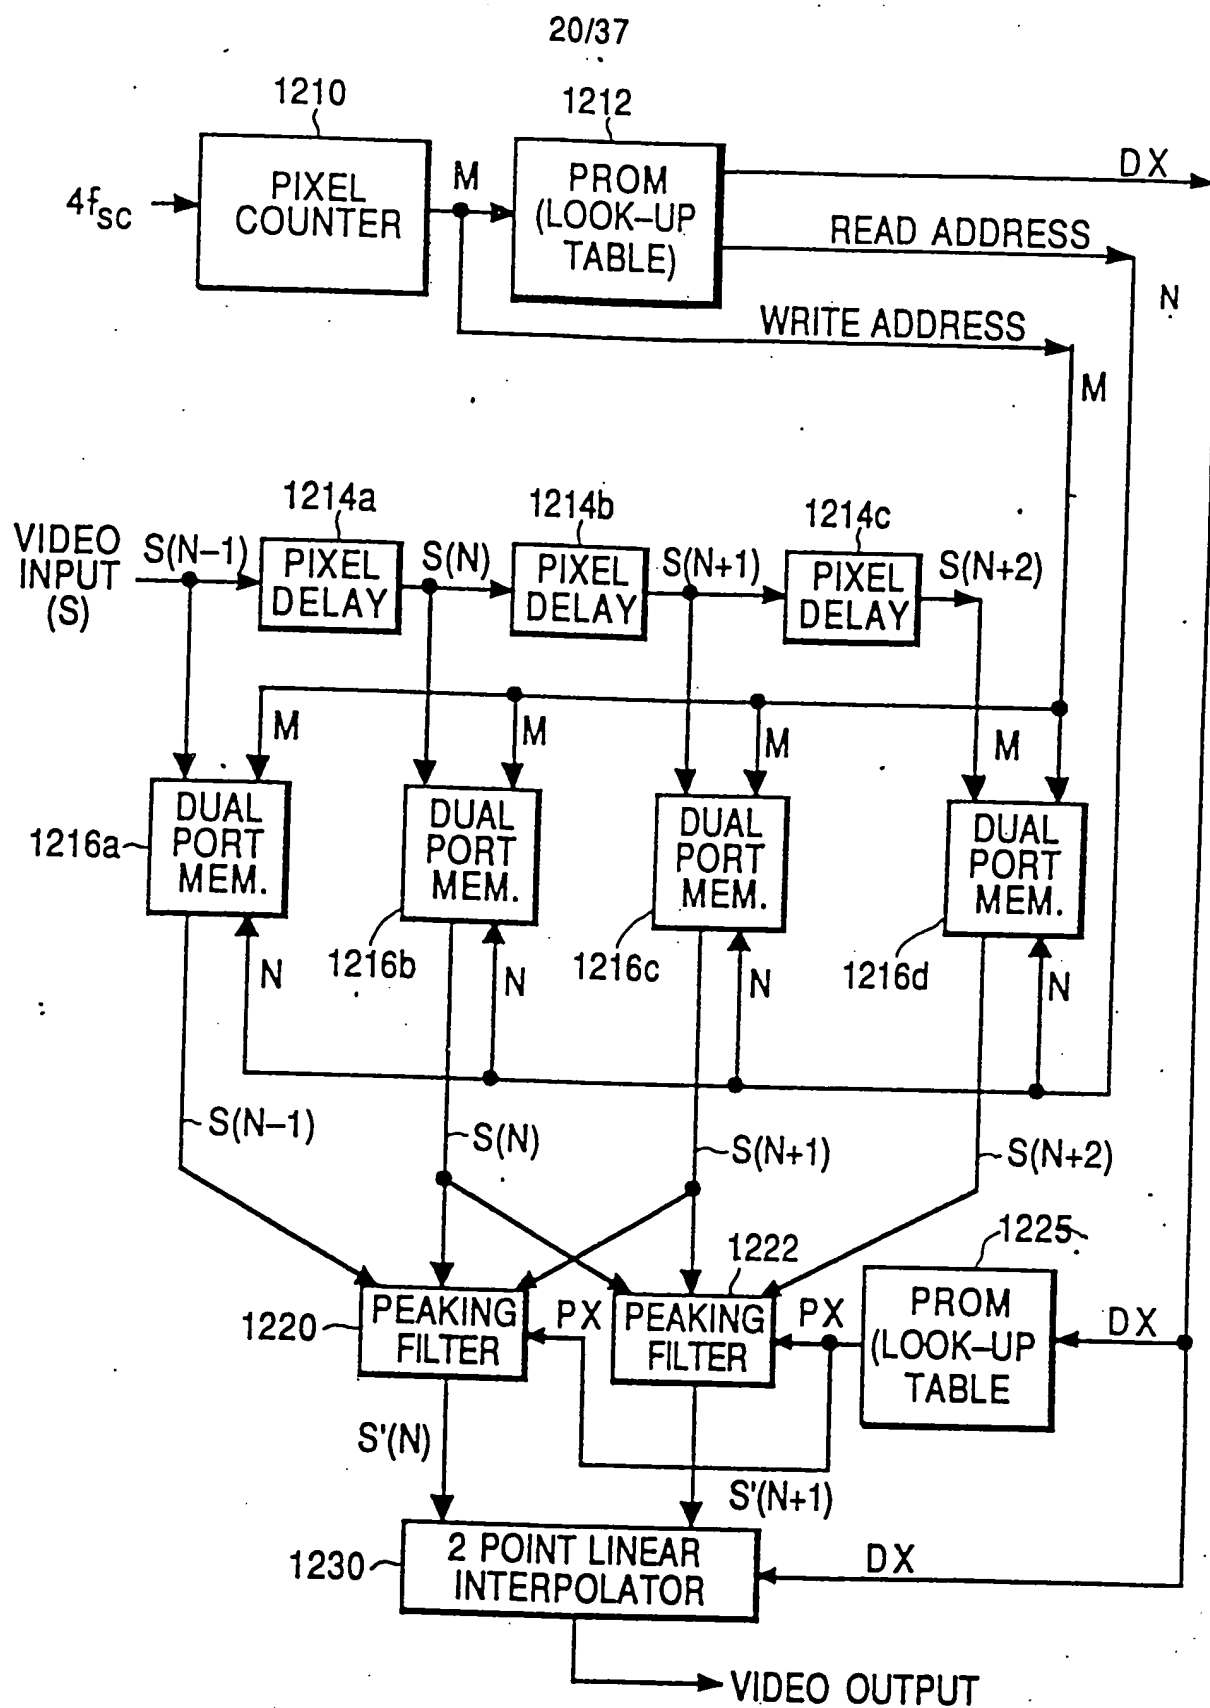 20/37
1210
1212
4fSC
PIXEL
COUNTER
M
PROM
(LOOK-UP
TABLE)
DX
READ ADDRESS
N
WRITE ADDRESS
M
1214a
1214b
1214c
VIDEO
INPUT
(S)
S(N-1)
PIXEL
DELAY
S(N)
PIXEL
DELAY
S(N+1)
PIXEL
DELAY
S(N+2)
M
M
M
M
1216a
DUAL
PORT
MEM.
DUAL
PORT
MEM.
DUAL
PORT
MEM.
DUAL
PORT
MEM.
1216b
1216c
1216d
N
N
N
N
S(N-1)
S(N)
S(N+1)
S(N+2)
1222
1225
1220
PEAKING
FILTER
PX
PEAKING
FILTER
PX
PROM
(LOOK-UP
TABLE
DX
S'(N)
S'(N+1)
1230
2 POINT LINEAR
INTERPOLATOR
DX
VIDEO OUTPUT